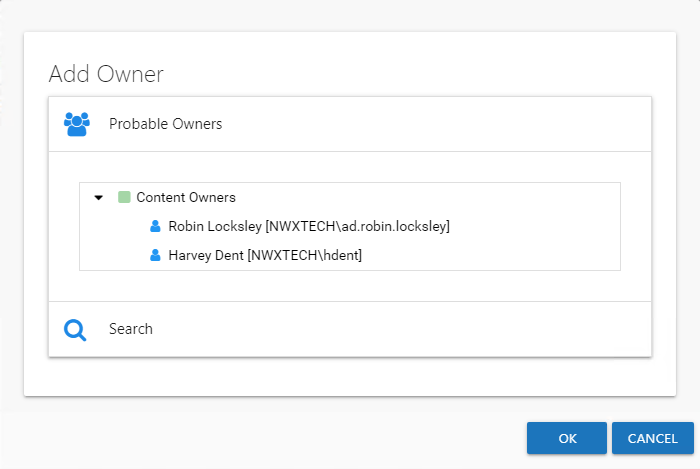 Add Owner
Probable Owners
Content Owners
Robin Locksley [NWXTECH\ad.robin.locksley]
Harvey Dent [NWXTECH\hdent]
Search
OK
CANCEL